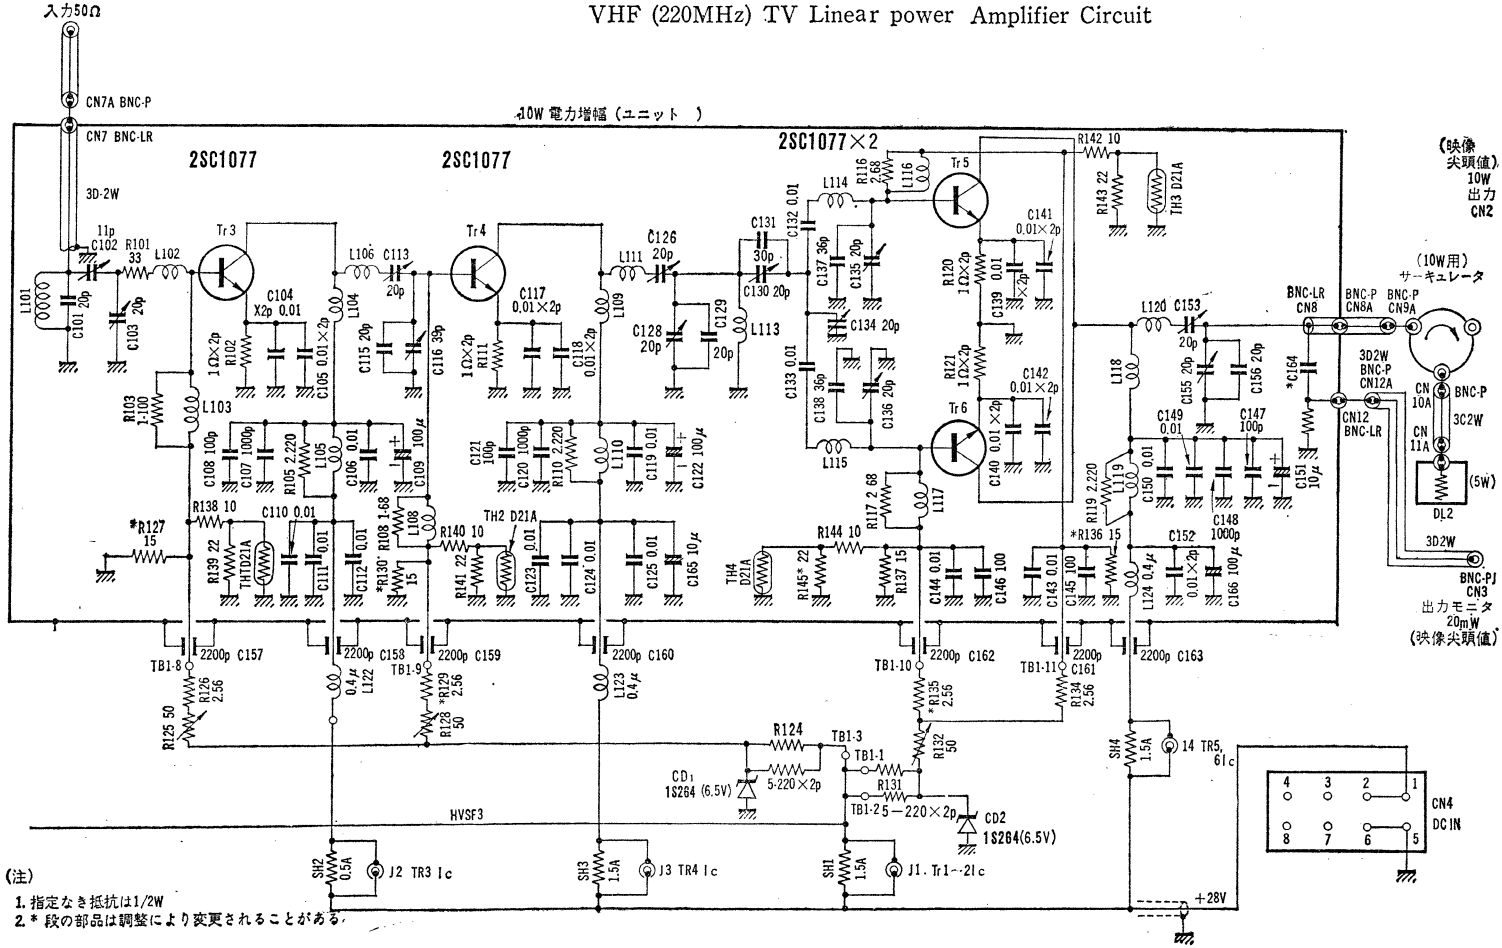 VHF (220MHz) TV Linear power Amplifier Circuit
入力50Ω
CN7A BNC-P
CN7 BNC-LR
10W 電力増幅 (ユニット )
3D-2W
2SC1077
2SC1077
2SC1077×2
(映像
尖頭値)
10W
出力
CN2
11p
C102
R101
33
L102
Tr3
L101
C101
20p
C103
20p
C104
X2p 0.01
1Ω×2p
R102
C105 0.01×2p
L104
L106
C113
20p
C115 20p
C116 39p
Tr4
C117
0.01×2p
1Ω×2p
R111
C118
0.01×2p
L109
L111
C126
20p
C131
30p
C130 20p
C128
20p
C129
20p
L113
C132 0.01
L114
R116
2.68
L116
Tr5
C137 36p
C135 20p
C134 20p
C133 0.01
C138 36p
C136 20p
L115
R120
1Ω×2p
C139 0.01
×2p
C141
0.01×2p
R121
1Ω×2p
C142
0.01×2p
Tr6
C140 0.01×2p
R142 10
R143 22
TH3 D21A
L120
C153
20p
L118
C155 20p
C156 20p
BNC-LR
CN8
BNC-P
CN8A
BNC-P
CN9A
(10W用)
サーキュレータ
*C164
3D2W
BNC-P
CN12A
CN12
BNC-LR
CN
10A
BNC-P
3C2W
CN
11A
(5W)
DL2
3D2W
BNC-PJ
CN3
出力モニタ
20mW
(映像尖頭値)
R103
1-100
L103
C108 100p
C107 1000p
R105 2.220
L105
C106 0.01
C109
100μ
+
−
C121
100p
C120 1000p
R110 2.220
L110
C119 0.01
C122 100μ
+
−
R117 2 68
L117
R119 2.220
L119
C150 0.01
C149
0.01
C148
1000p
C147
100p
C151
10μ
+
−
*R127
15
R138 10
R139 22
TH1D21A
C110 0.01
C111 0.01
C112 0.01
R108 1-68
L108
*R130
15
R140 10
R141 22
TH2 D21A
C123 0.01
C124 0.01
C125 0.01
C165 10μ
TH4
D21A
R144 10
R145* 22
R137 15
C144 0.01
C146 100
C143 0.01
C145 100
*R136 15
L124 0.4μ
C152
0.01×2p
C166 100μ
2200p C157
2200p C158
2200p C159
2200p C160
2200p C162
2200p C161
2200p C163
TB1-8
TB1-9
TB1-10
TB1-11
R126
2.56
R125 50
0.4μ
L122
*R129
2.56
R128
50
L123
0.4μ
*R135
2.56
R132
50
R134
2.56
R124
5-220×2p
TB1-3
TB1-1
R131
TB1-2
5-220×2p
CD1
1S264 (6.5V)
CD2
1S264(6.5V)
SH4
1.5A
14 TR5,
6Ic
HVSF3
SH2
0.5A
J2 TR3 Ic
SH3
1.5A
J3 TR4 Ic
SH1
1.5A
J1. Tr1~2Ic
+28V
4 3 2 1
8 7 6 5
CN4
DC IN
(注)
1. 指定なき抵抗は1/2W
2. * 段の部品は調整により変更されることがある.